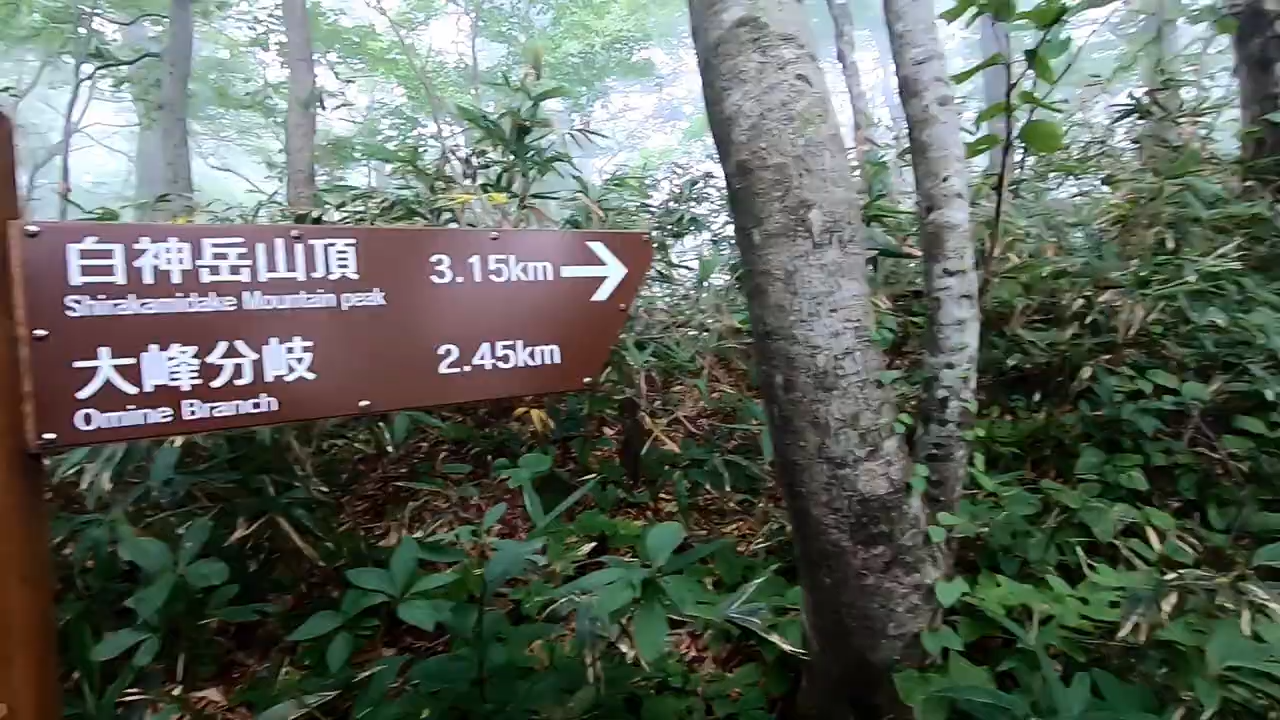 白神岳山頂 3.15km →
Shirakamidake Mountain peak
大峰分岐 2.45km
Omine Branch